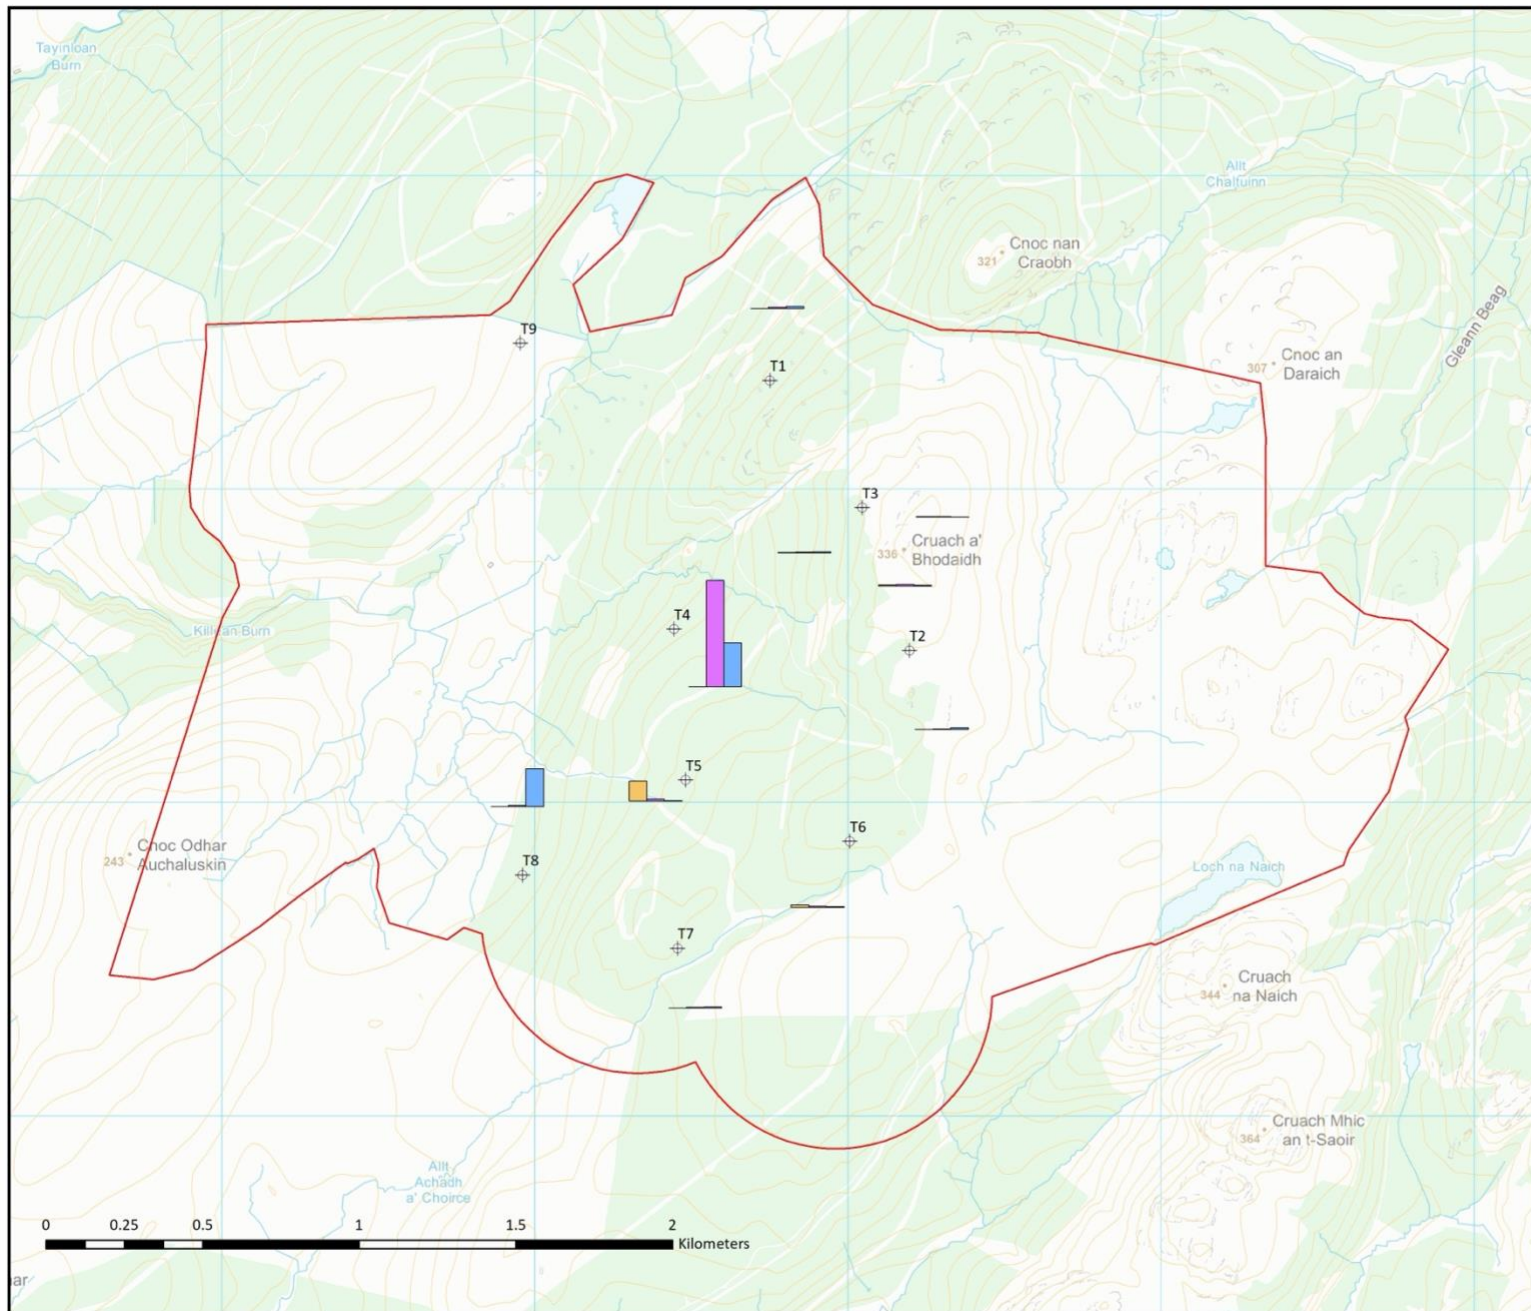 Tayinloan
Burn
Allt
Chaltuinn
Cnoc nan
Craobh
321
Gleann Beag
Cnoc an
Daraich
307
T9
T1
T3
Cruach a'
Bhodaidh
336
Killean Burn
T4
T2
T5
T6
Cnoc Odhar
Auchaluskin
243
T8
Loch na Naich
T7
Cruach
na Naich
344
Cruach Mhic
an t-Saoir
364
Allt
Achadh
a' Choirce
0 0.25 0.5 1 1.5 2
Kilometers